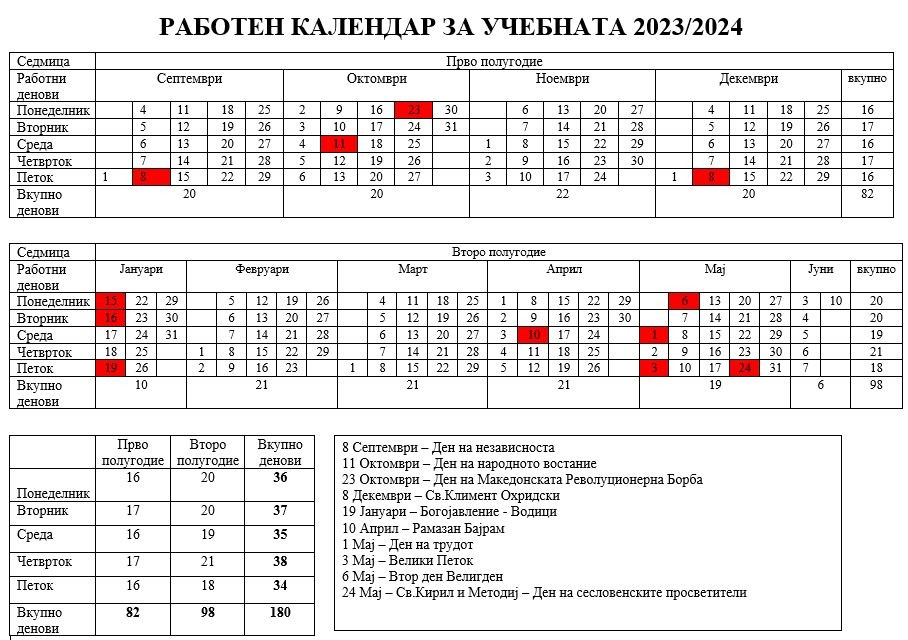 РАБОТЕН КАЛЕНДАР ЗА УЧЕБНАТА 2023/2024
Седмица Прво полугодие
Работни денови Септември Октомври Ноември Декември вкупно
Понеделник 4 11 18 25 2 9 16 23 30 6 13 20 27 4 11 18 25 16
Вторник 5 12 19 26 3 10 17 24 31 7 14 21 28 5 12 19 26 17
Среда 6 13 20 27 4 11 18 25 1 8 15 22 29 6 13 20 27 16
Четврток 7 14 21 28 5 12 19 26 2 9 16 23 30 7 14 21 28 17
Петок 1 8 15 22 29 6 13 20 27 3 10 17 24 1 8 15 22 29 16
Вкупно денови 20 20 22 20 82
Седмица Второ полугодие
Работни денови Јануари Февруари Март Април Мај Јуни вкупно
Понеделник 15 22 29 5 12 19 26 4 11 18 25 1 8 15 22 29 6 13 20 27 3 10 20
Вторник 16 23 30 6 13 20 27 5 12 19 26 2 9 16 23 30 7 14 21 28 4 20
Среда 17 24 31 7 14 21 28 6 13 20 27 3 10 17 24 1 8 15 22 29 5 19
Четврток 18 25 1 8 15 22 29 7 14 21 28 4 11 18 25 2 9 16 23 30 6 21
Петок 19 26 2 9 16 23 1 8 15 22 29 5 12 19 26 3 10 17 24 31 7 18
Вкупно денови 10 21 21 21 19 6 98
Прво полугодие Второ полугодие Вкупно денови
Понеделник 16 20 36
Вторник 17 20 37
Среда 16 19 35
Четврток 17 21 38
Петок 16 18 34
Вкупно денови 82 98 180
8 Септември – Ден на независноста
11 Октомври – Ден на народното востание
23 Октомври – Ден на Македонската Револуционерна Борба
8 Декември – Св.Климент Охридски
19 Јануари – Богојавление - Водици
10 Април – Рамазан Бајрам
1 Мај – Ден на трудот
3 Мај – Велики Петок
6 Мај – Втор ден Велигден
24 Мај – Св.Кирил и Методиј – Ден на сесловенските просветители